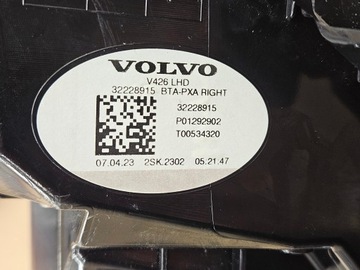 VOLVO
V426 LHD
32228915 BTA-PXA RIGHT
32228915
P01292902
T00534320
07.04.23 2SK.2302 05.21.47